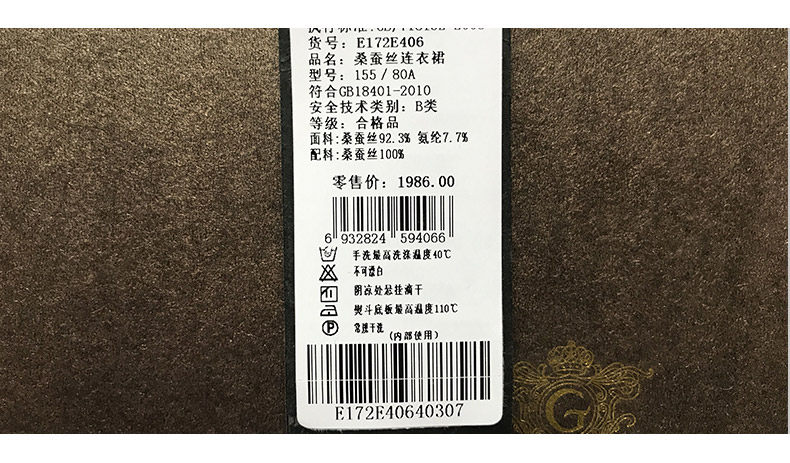 货号: E172E406
品名: 桑蚕丝连衣裙
型号: 155 / 80A
符合GB18401-2010
安全技术类别: B类
等级: 合格品
面料:桑蚕丝92.3% 氨纶7.7%
配料:桑蚕丝100%
零售价: 1986.00
6 932824 594066
手洗最高洗涤温度40℃
不可漂白
阴凉处悬挂滴干
熨斗底板最高温度110℃
P 常规干洗
(内部使用)
E172E40640307
G